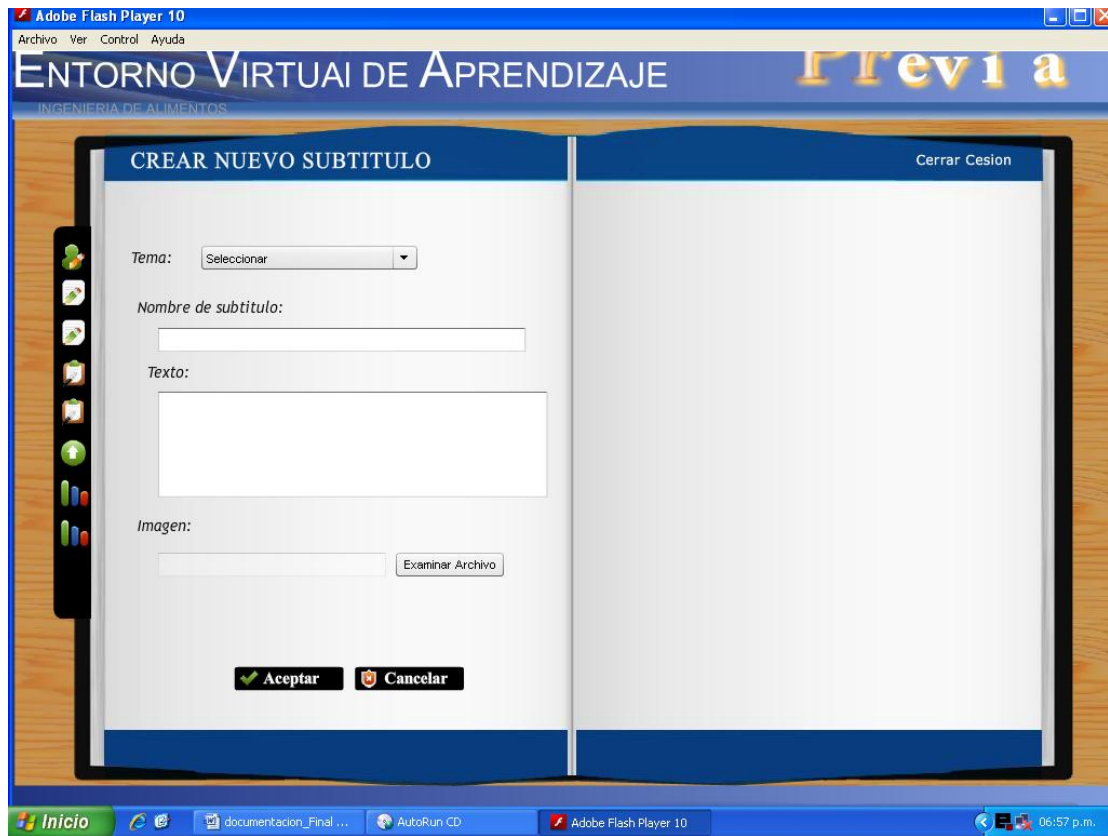 Adobe Flash Player 10
Archivo Ver Control Ayuda
ENTORNO VIRTUAl DE APRENDIZAJE
Previa
INGENIERIA DE ALIMENTOS
CREAR NUEVO SUBTITULO
Cerrar Cesion
Tema: Seleccionar
Nombre de subtitulo:
Texto:
Imagen:
Examinar Archivo
Aceptar Cancelar
Inicio documentacion_Final ... AutoRun CD Adobe Flash Player 10 06:57 p.m.